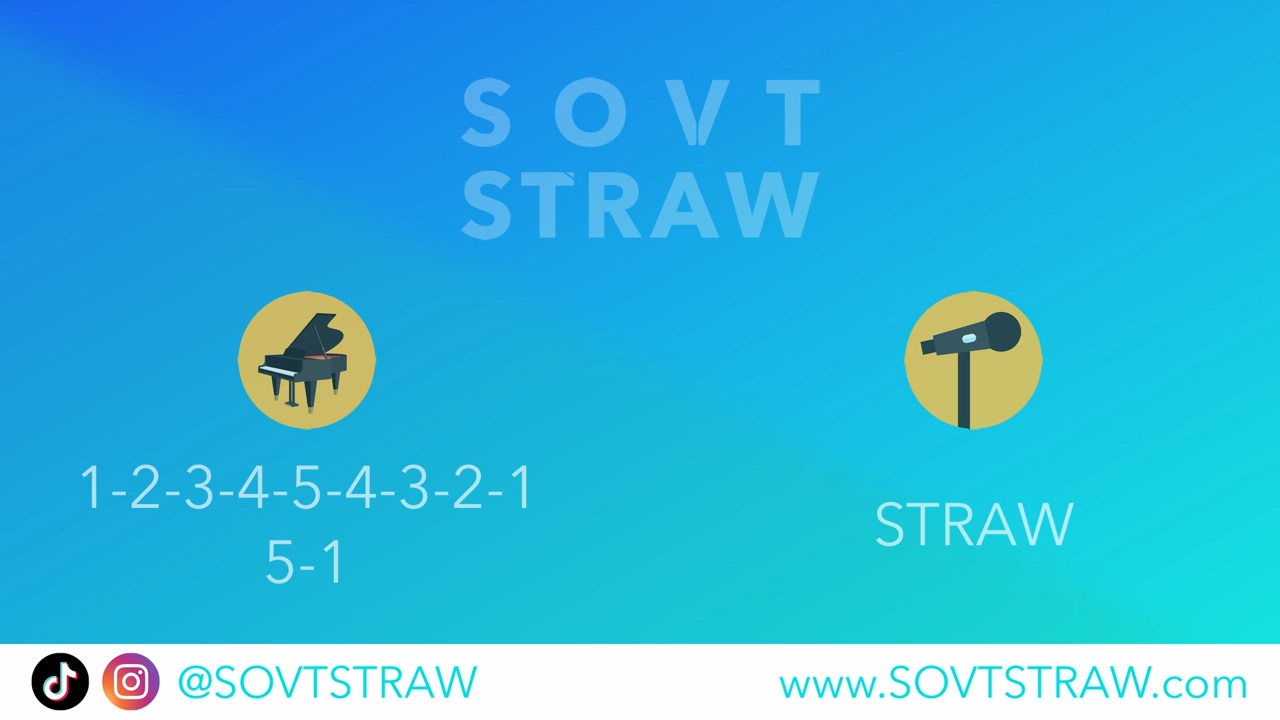 S O V T
STRAW
1-2-3-4-5-4-3-2-1
5-1
STRAW
@SOVTSTRAW
www.SOVTSTRAW.com